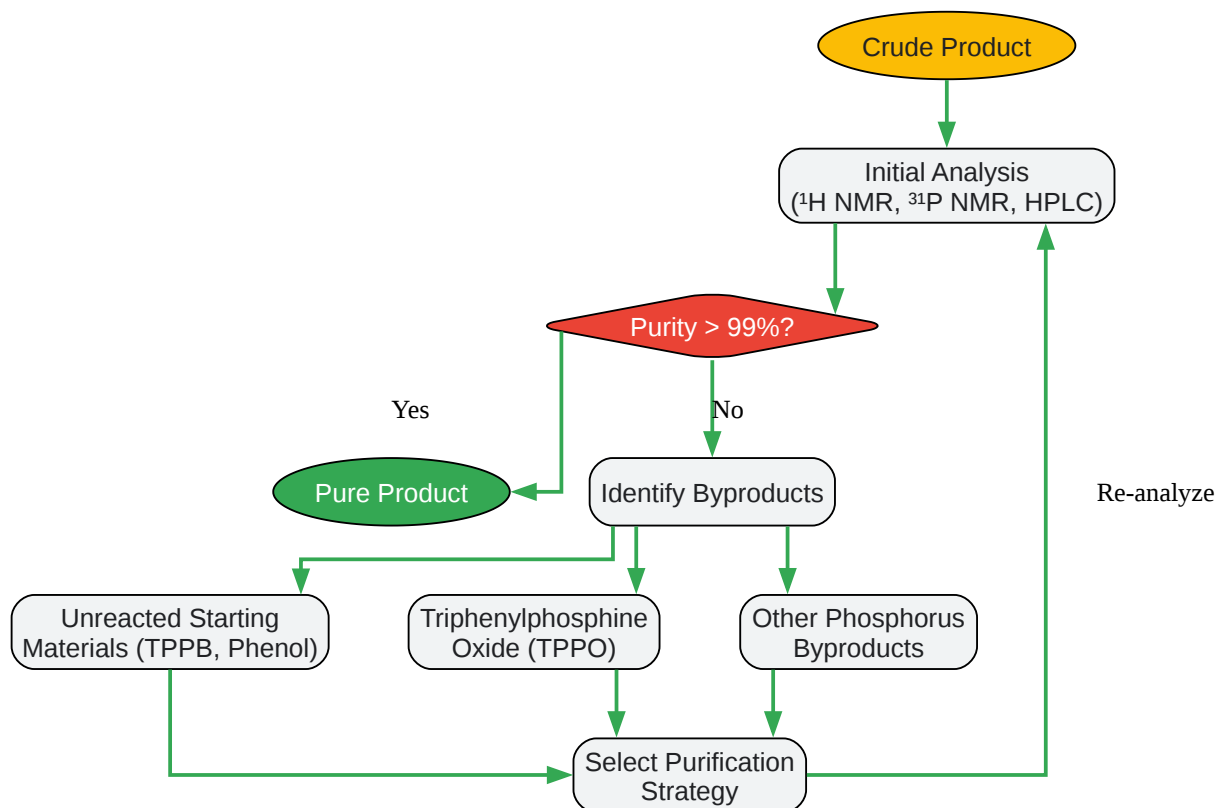 Crude Product
Initial Analysis
(¹H NMR, ³¹P NMR, HPLC)
Purity > 99%?
Yes
No
Pure Product
Identify Byproducts
Re-analyze
Unreacted Starting
Materials (TPPB, Phenol)
Triphenylphosphine
Oxide (TPPO)
Other Phosphorus
Byproducts
Select Purification
Strategy